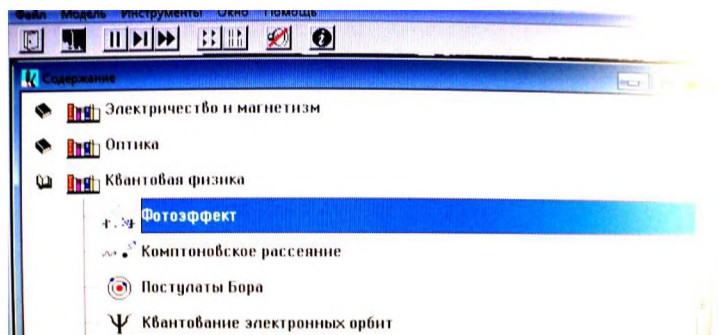 Файл Модель Инструменты Окно Помощь
Содержание
Электричество и магнетизм
Оптика
Квантовая физика
Фотоэффект
Комптоновское рассеяние
Постулаты Бора
Квантование электронных орбит